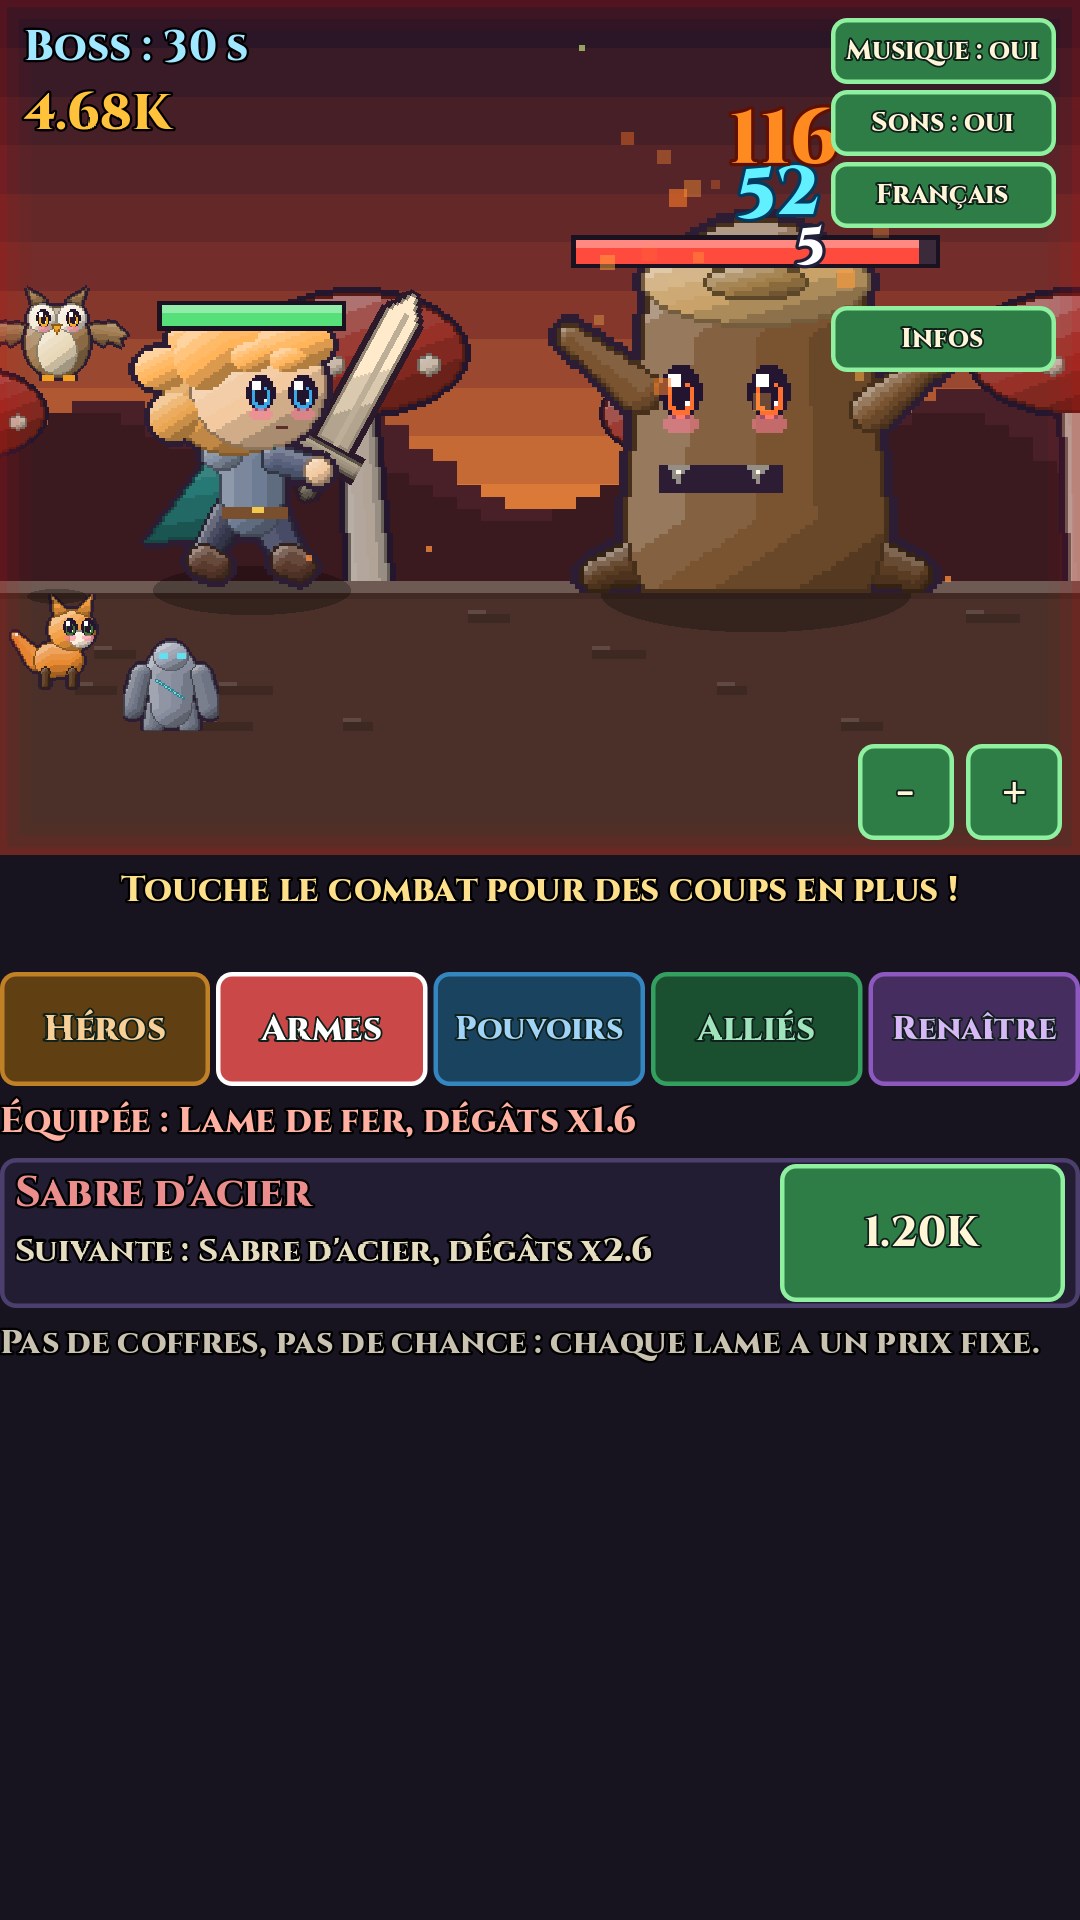 Boss : 30 s
4.68K
Musique : OUI
Sons : OUI
Français
Infos
116
52
5
-
+
Touche le combat pour des coups en plus !
Héros
Armes
Pouvoirs
Alliés
Renaître
Équipée : Lame de fer, dégâts x1.6
Sabre d'acier
Suivante : Sabre d'acier, dégâts x2.6
1.20K
Pas de coffres, pas de chance : chaque lame a un prix fixe.